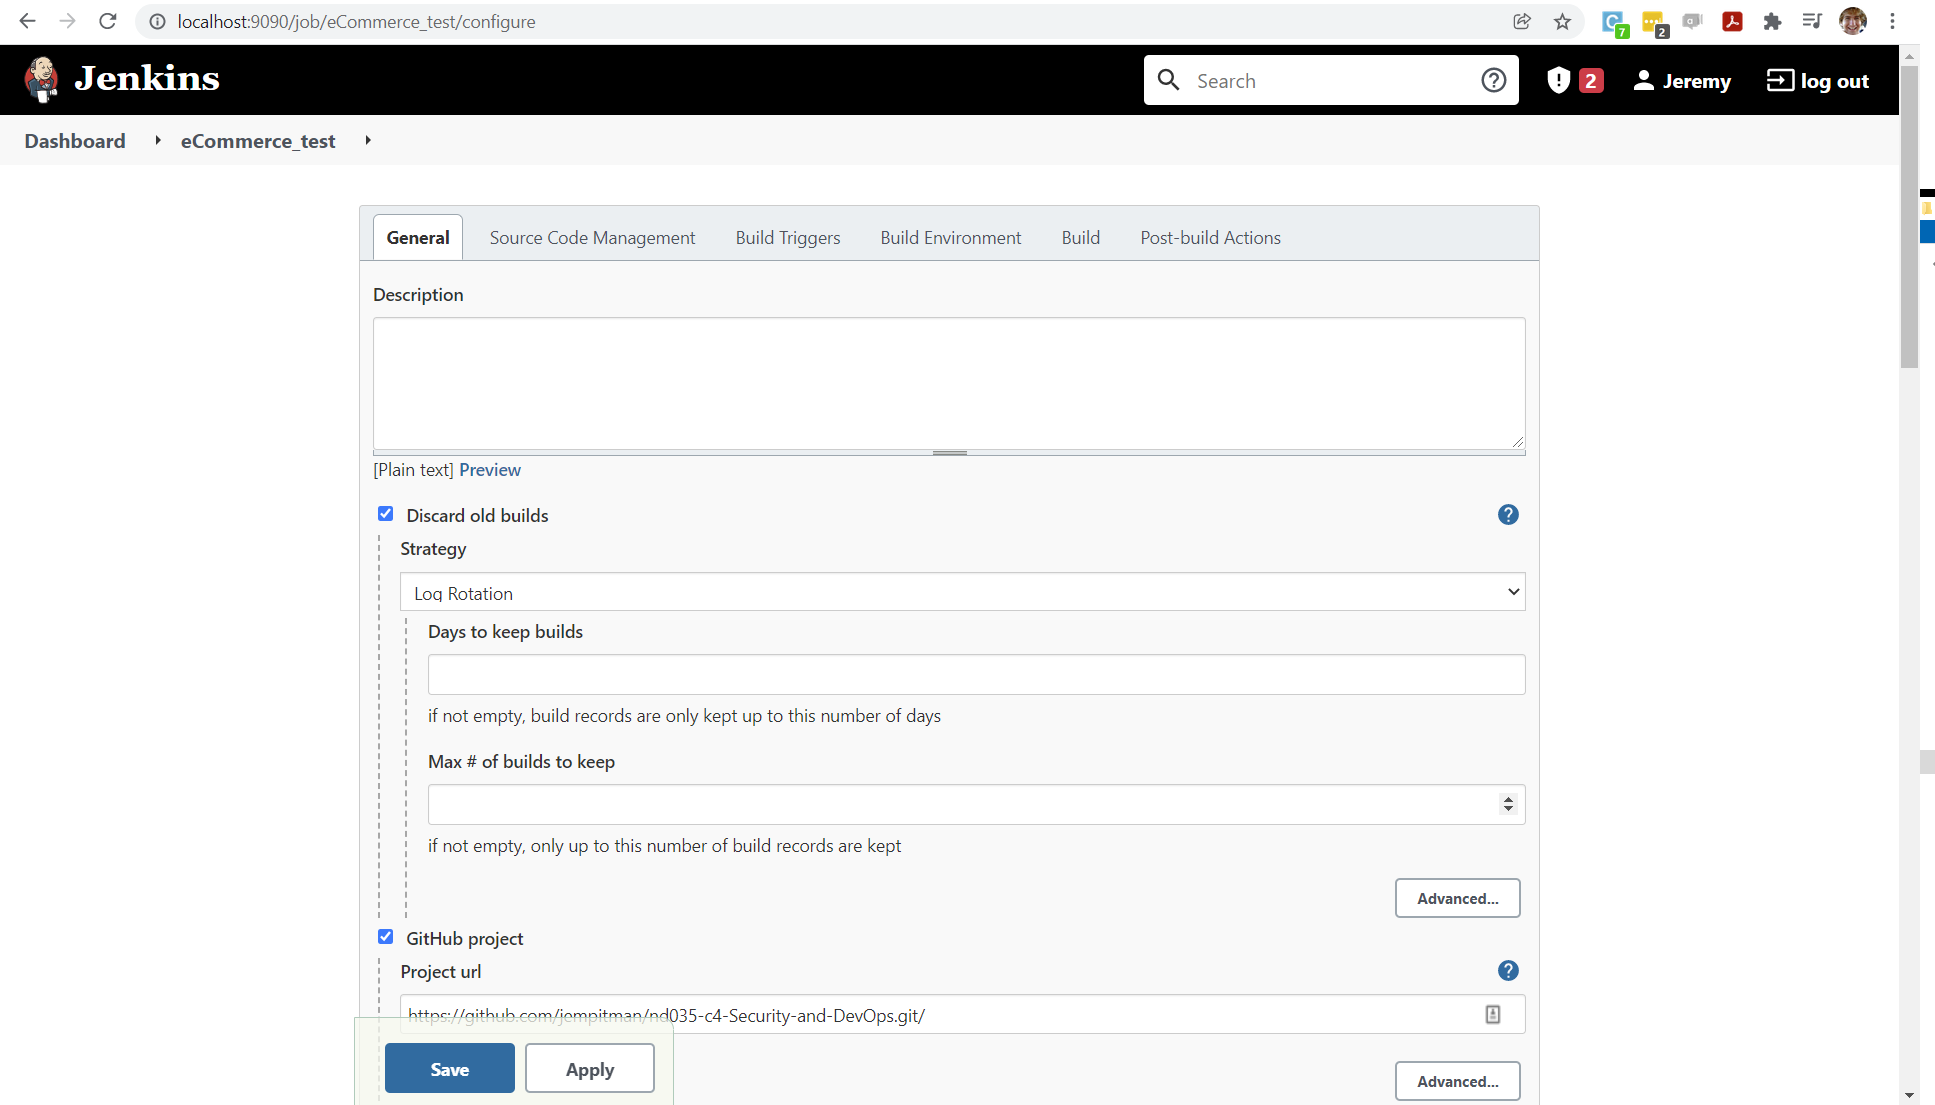 localhost:9090/job/eCommerce_test/configure
C 7 2
Jenkins
Search
2
Jeremy
log out
Dashboard eCommerce_test
General Source Code Management Build Triggers Build Environment Build Post-build Actions
Description
[Plain text] Preview
Discard old builds
Strategy
Log Rotation
Days to keep builds
if not empty, build records are only kept up to this number of days
Max # of builds to keep
if not empty, only up to this number of build records are kept
Advanced...
GitHub project
Project url
https://github.com/jempitman/nd035-c4-Security-and-DevOps.git/
Save Apply
Advanced...